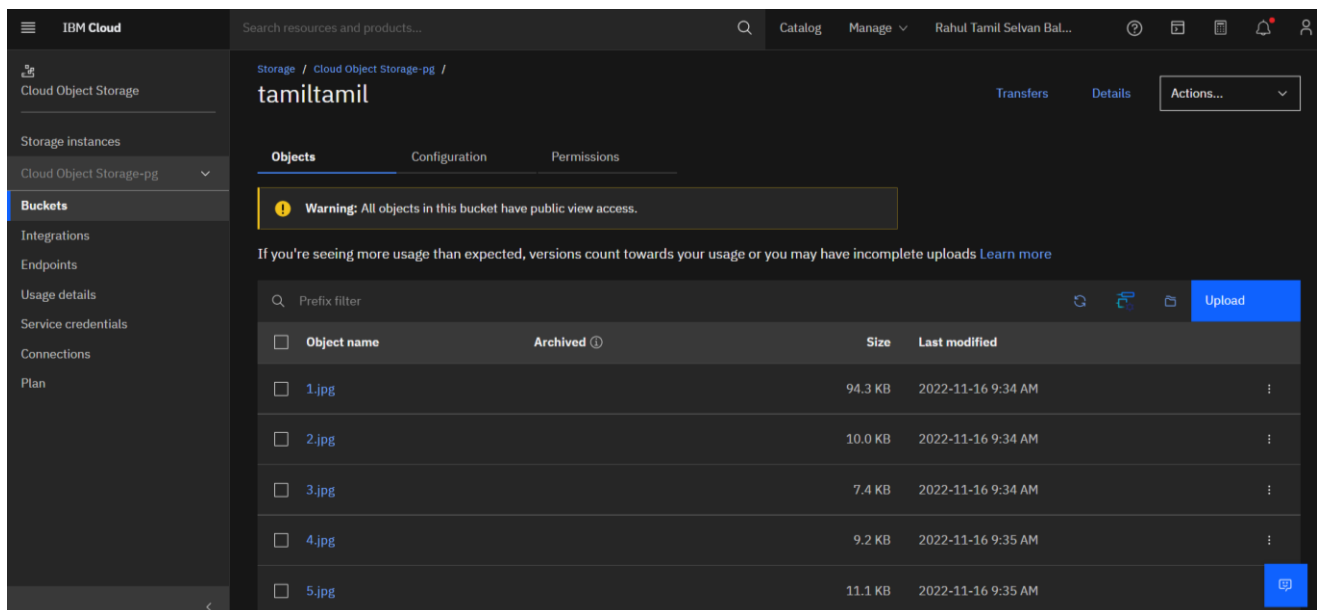 IBM Cloud
Search resources and products...
Catalog
Manage
Rahul Tamil Selvan Bal...
Cloud Object Storage
Storage instances
Cloud Object Storage-pg
Buckets
Integrations
Endpoints
Usage details
Service credentials
Connections
Plan
Storage / Cloud Object Storage-pg /
tamiltamil
Transfers
Details
Actions...
Objects
Configuration
Permissions
Warning: All objects in this bucket have public view access.
If you're seeing more usage than expected, versions count towards your usage or you may have incomplete uploads Learn more
Prefix filter
Upload
Object name Archived Size Last modified
1.jpg 94.3 KB 2022-11-16 9:34 AM
2.jpg 10.0 KB 2022-11-16 9:34 AM
3.jpg 7.4 KB 2022-11-16 9:34 AM
4.jpg 9.2 KB 2022-11-16 9:35 AM
5.jpg 11.1 KB 2022-11-16 9:35 AM